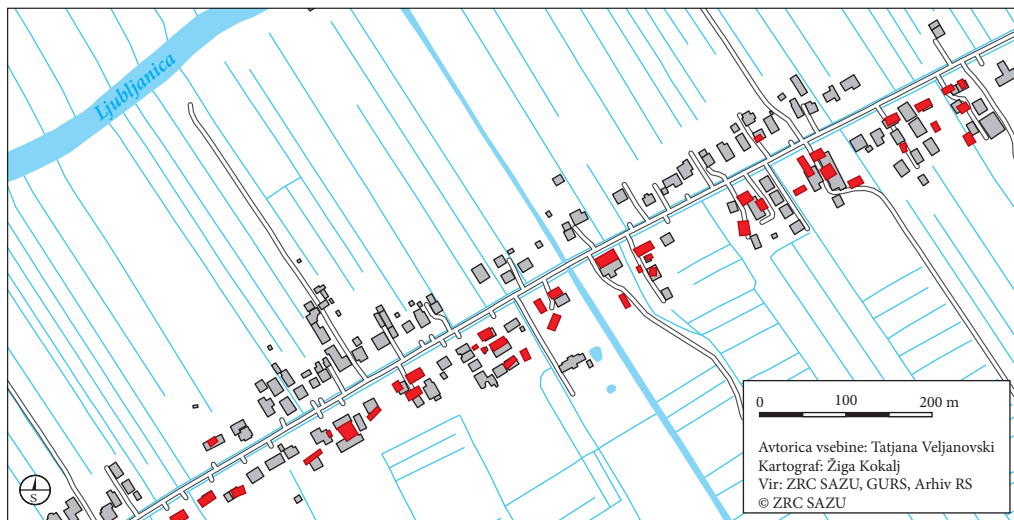 Ljubljanica
0 100 200 m
Avtorica vsebine: Tatjana Veljanovski
Kartograf: Žiga Kokalj
Vir: ZRC SAZU, GURS, Arhiv RS
© ZRC SAZU
S